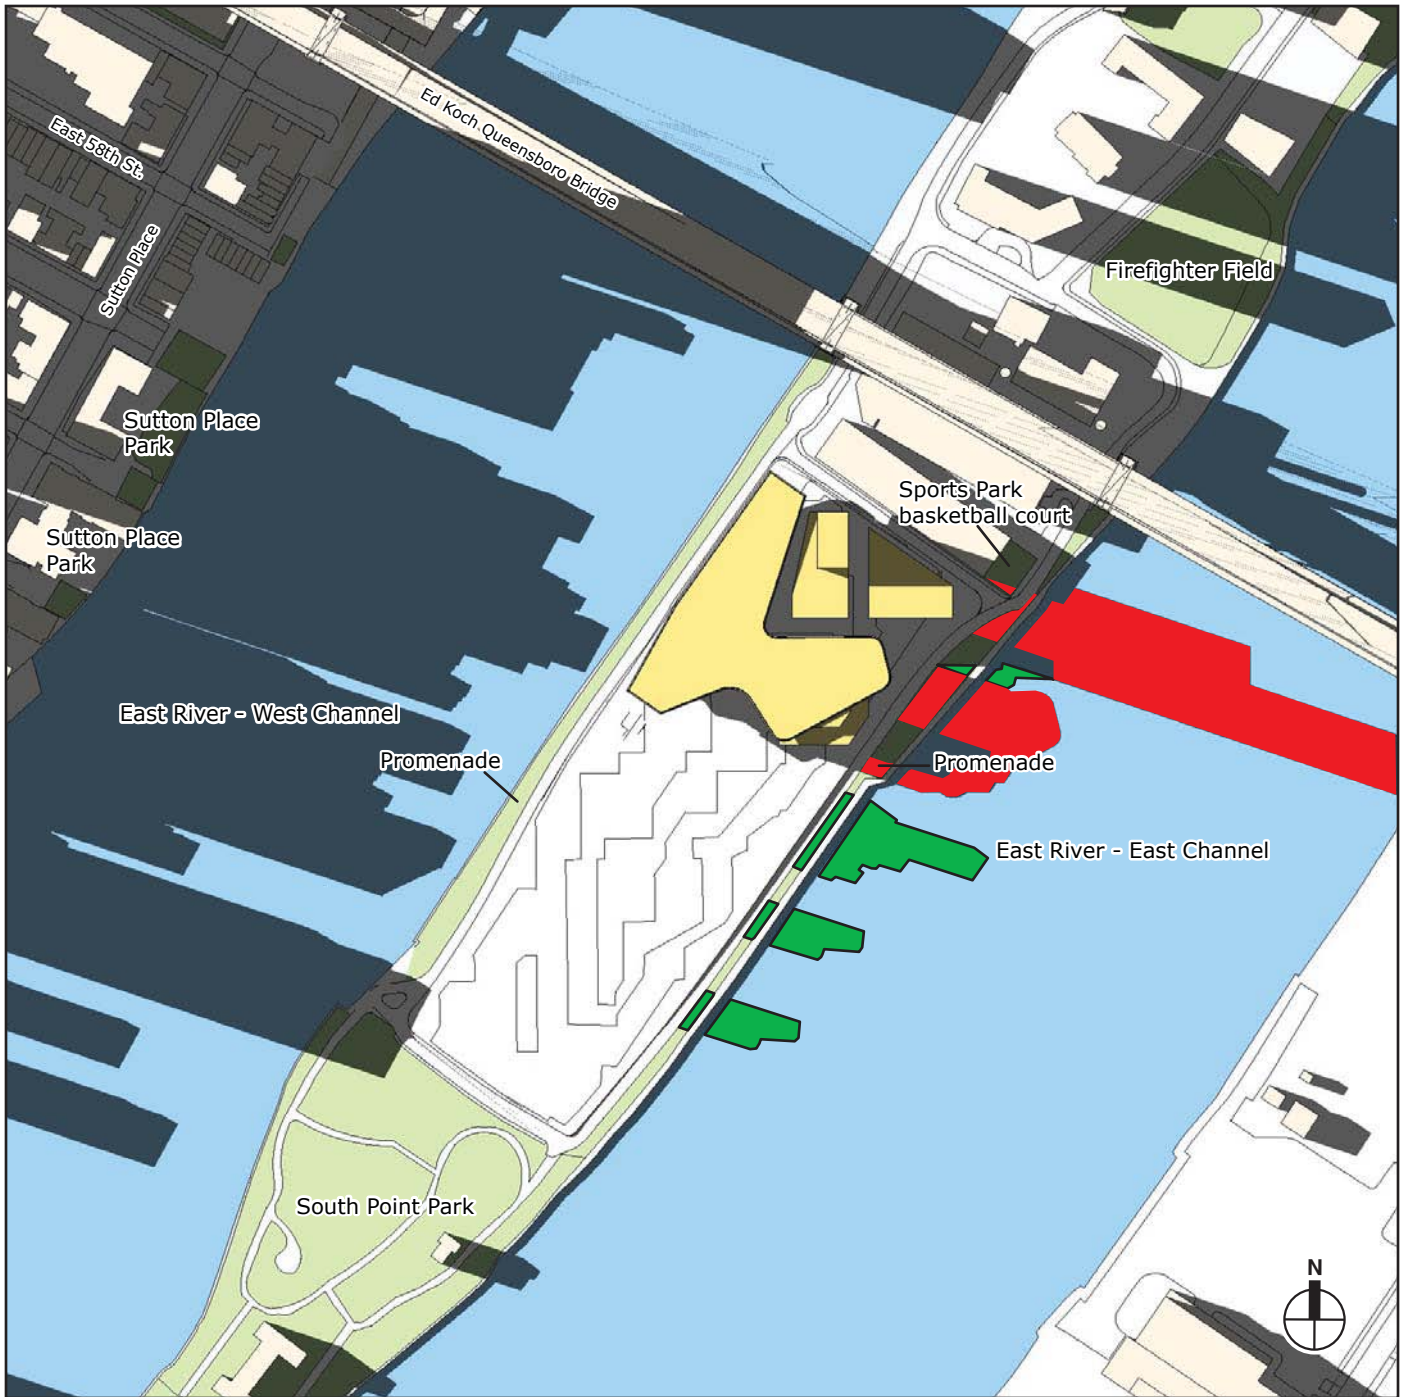 Ed Koch Queensboro Bridge
East 58th St.
Sutton Place
Firefighter Field
Sutton Place
Park
Sports Park
basketball court
Sutton Place
Park
East River - West Channel
Promenade
Promenade
East River - East Channel
South Point Park
N